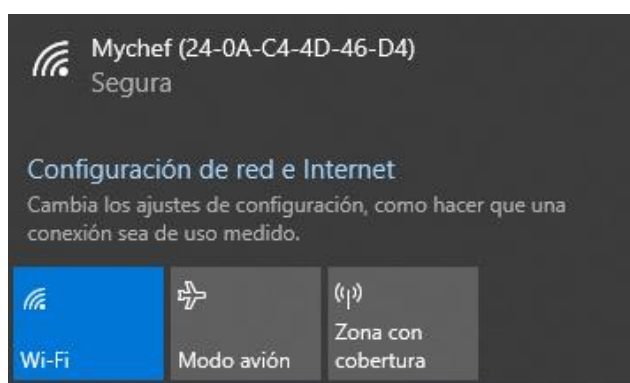 Mychef (24-0A-C4-4D-46-D4)
Segura
Configuración de red e Internet
Cambia los ajustes de configuración, como hacer que una
conexión sea de uso medido.
Wi-Fi
Modo avión
Zona con
cobertura